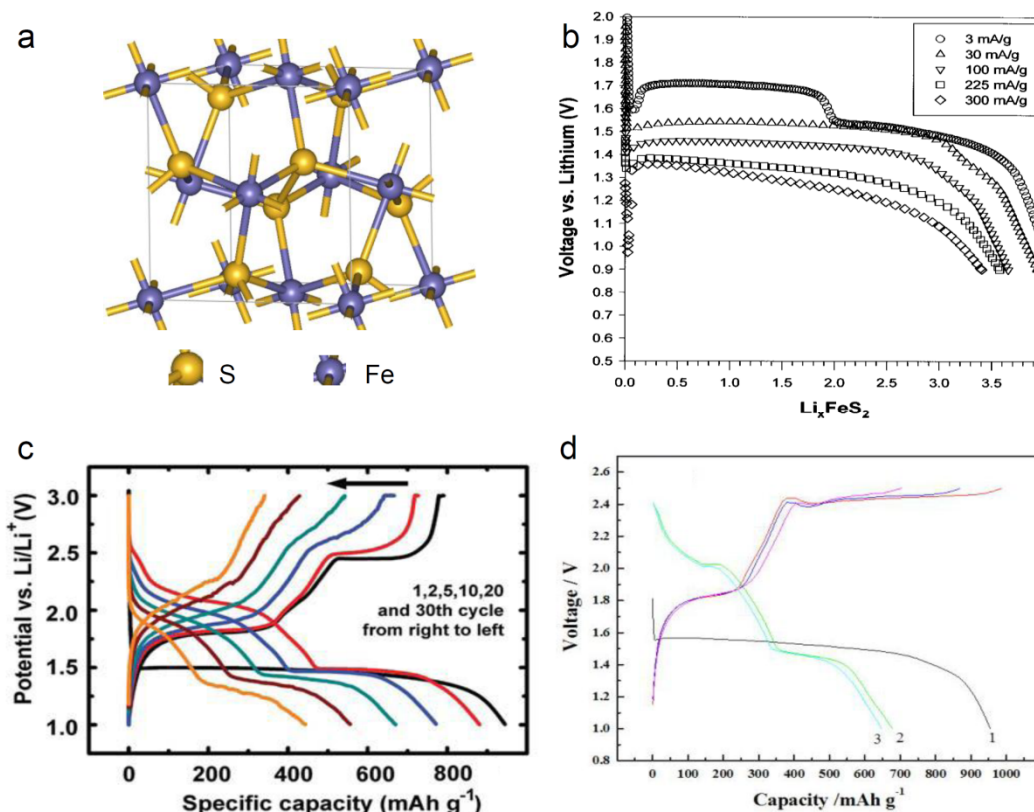 a
S Fe
b
Voltage vs. Lithium (V)
2.0
1.9
1.8
1.7
1.6
1.5
1.4
1.3
1.2
1.1
1.0
0.9
0.8
0.7
0.6
0.5
3 mA/g
30 mA/g
100 mA/g
225 mA/g
300 mA/g
0.0 0.5 1.0 1.5 2.0 2.5 3.0 3.5
LiₓFeS₂
c
Potential vs. Li/Li⁺ (V)
3.0
2.5
2.0
1.5
1.0
1,2,5,10,20
and 30th cycle
from right to left
0 200 400 600 800
Specific capacity (mAh g⁻¹)
d
Voltage / V
2.6
2.4
2.2
2.0
1.8
1.6
1.4
1.2
1.0
0.8
3 2 1
0 100 200 300 400 500 600 700 800 900 1000
Capacity /mAh g⁻¹